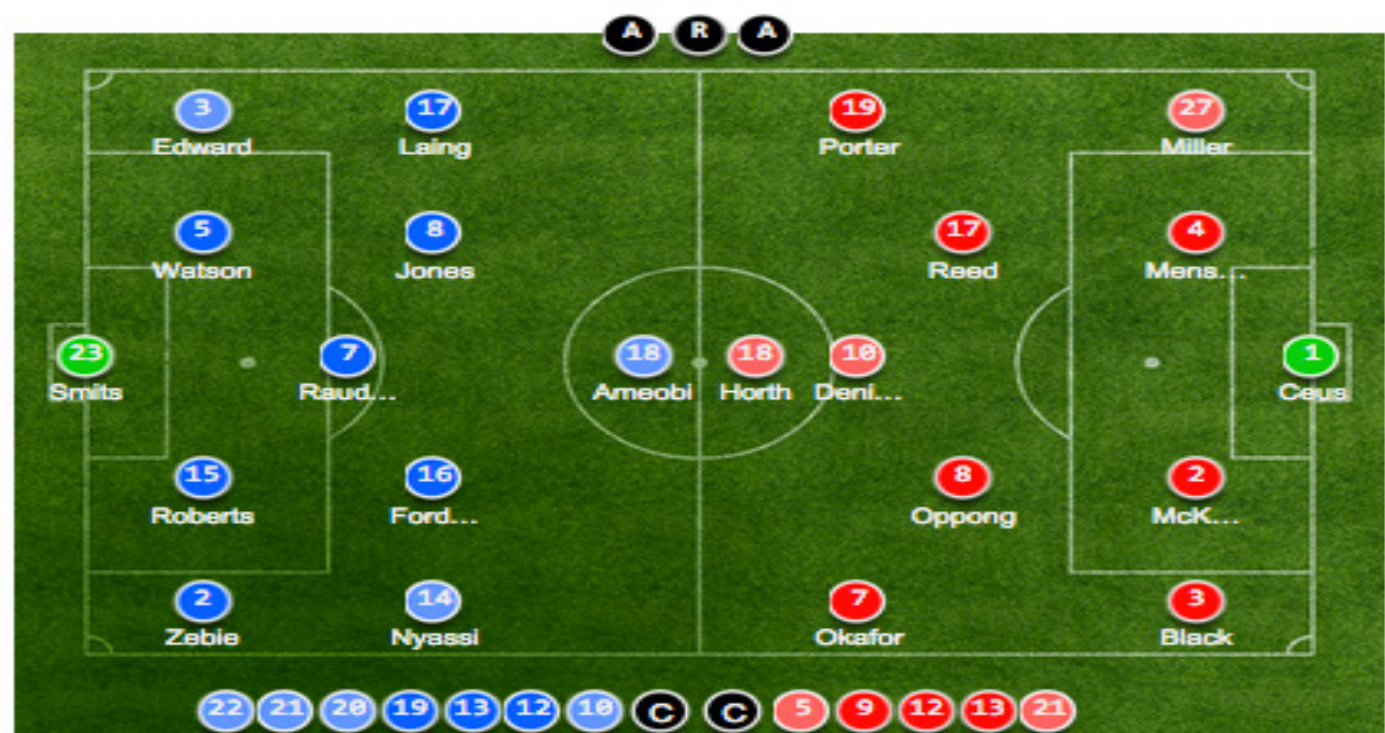 A R A
3 17 19 27
Edward Laing Porter Miller
5 8 17 4
Watson Jones Reed Mens...
23 7 18 18 10 1
Smits Raud... Ameobi Horth Deni... Ceus
15 16 8 2
Roberts Ford... Oppong McK...
2 14 7 3
Zebie Nyassi Okafor Black
22 21 20 19 13 12 10 C C 5 9 12 13 21